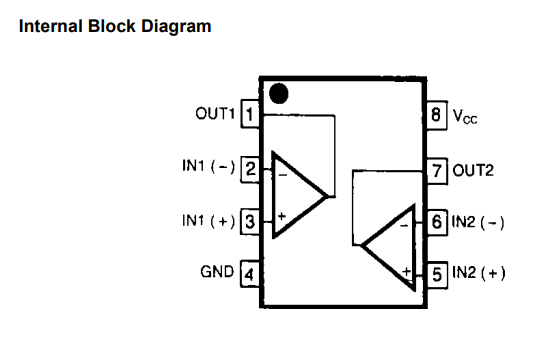 Internal Block Diagram
OUT1 1
8 Vcc
IN1 (-) 2
-
7 OUT2
IN1 (+) 3
+
-
6 IN2 (-)
GND 4
+
5 IN2 (+)